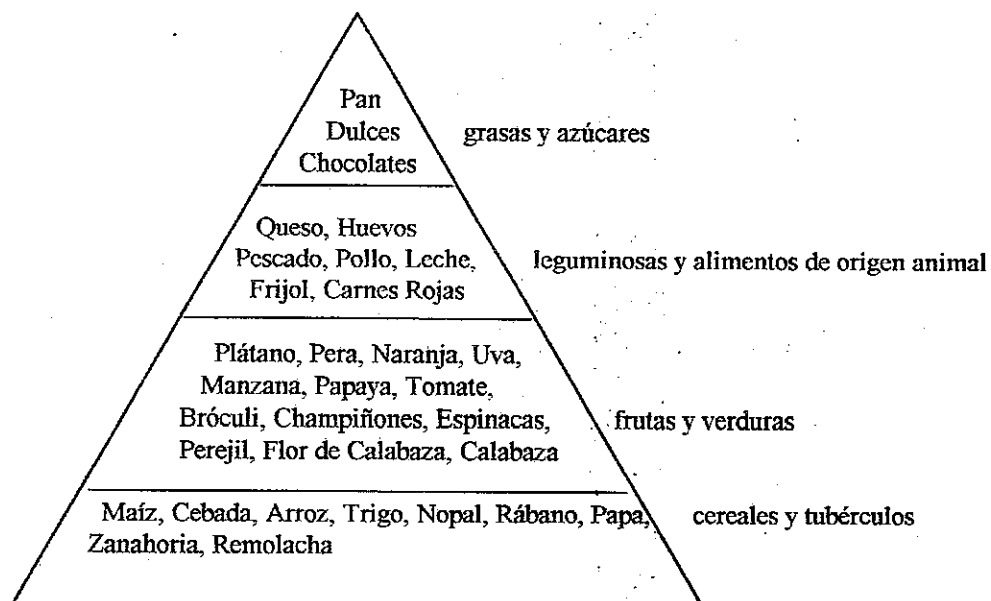 Pan
Dulces
Chocolates
grasas y azúcares
Queso, Huevos
Pescado, Pollo, Leche,
Frijol, Carnes Rojas
leguminosas y alimentos de origen animal
Plátano, Pera, Naranja, Uva,
Manzana, Papaya, Tomate,
Bróculi, Champiñones, Espinacas,
Perejil, Flor de Calabaza, Calabaza
frutas y verduras
Maíz, Cebada, Arroz, Trigo, Nopal, Rábano, Papa,
Zanahoria, Remolacha
cereales y tubérculos